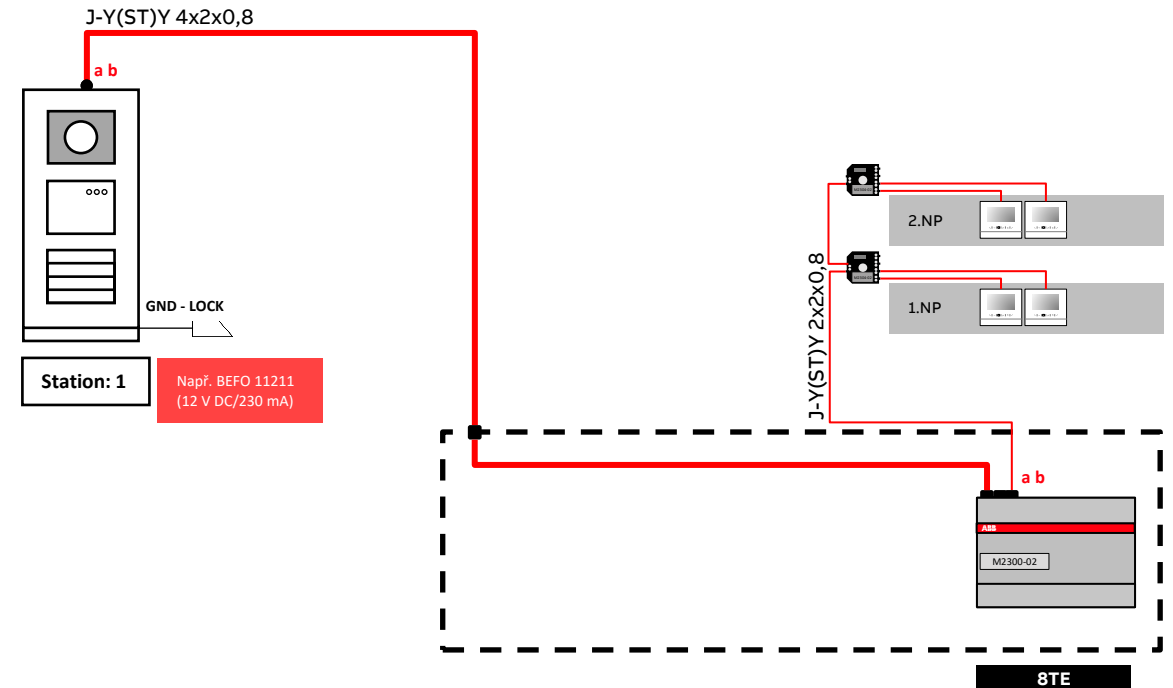 J-Y(ST)Y 4x2x0,8
a b
GND - LOCK
Station: 1
Např. BEFO 11211
(12 V DC/230 mA)
2.NP
1.NP
J-Y(ST)Y 2x2x0,8
a b
ABB
M2300-02
8TE